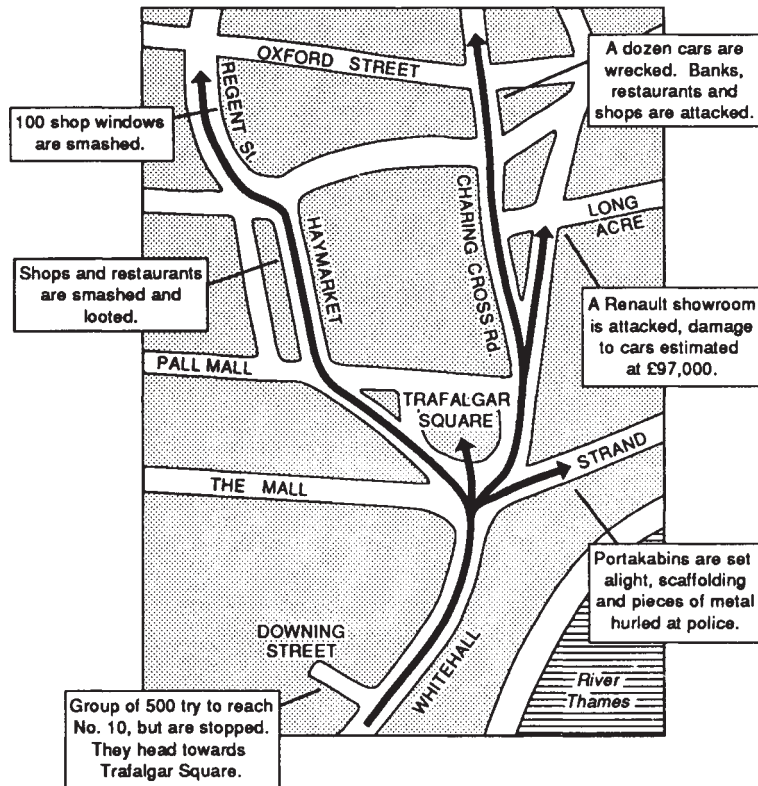 OXFORD STREET
REGENT St.
A dozen cars are
wrecked. Banks,
restaurants and
shops are attacked.
100 shop windows
are smashed.
HAYMARKET
CHARING CROSS Rd.
LONG
ACRE
Shops and restaurants
are smashed and
looted.
A Renault showroom
is attacked, damage
to cars estimated
at £97,000.
PALL MALL
TRAFALGAR
SQUARE
STRAND
THE MALL
Portakabins are set
alight, scaffolding
and pieces of metal
hurled at police.
DOWNING
STREET
WHITEHALL
River
Thames
Group of 500 try to reach
No. 10, but are stopped.
They head towards
Trafalgar Square.